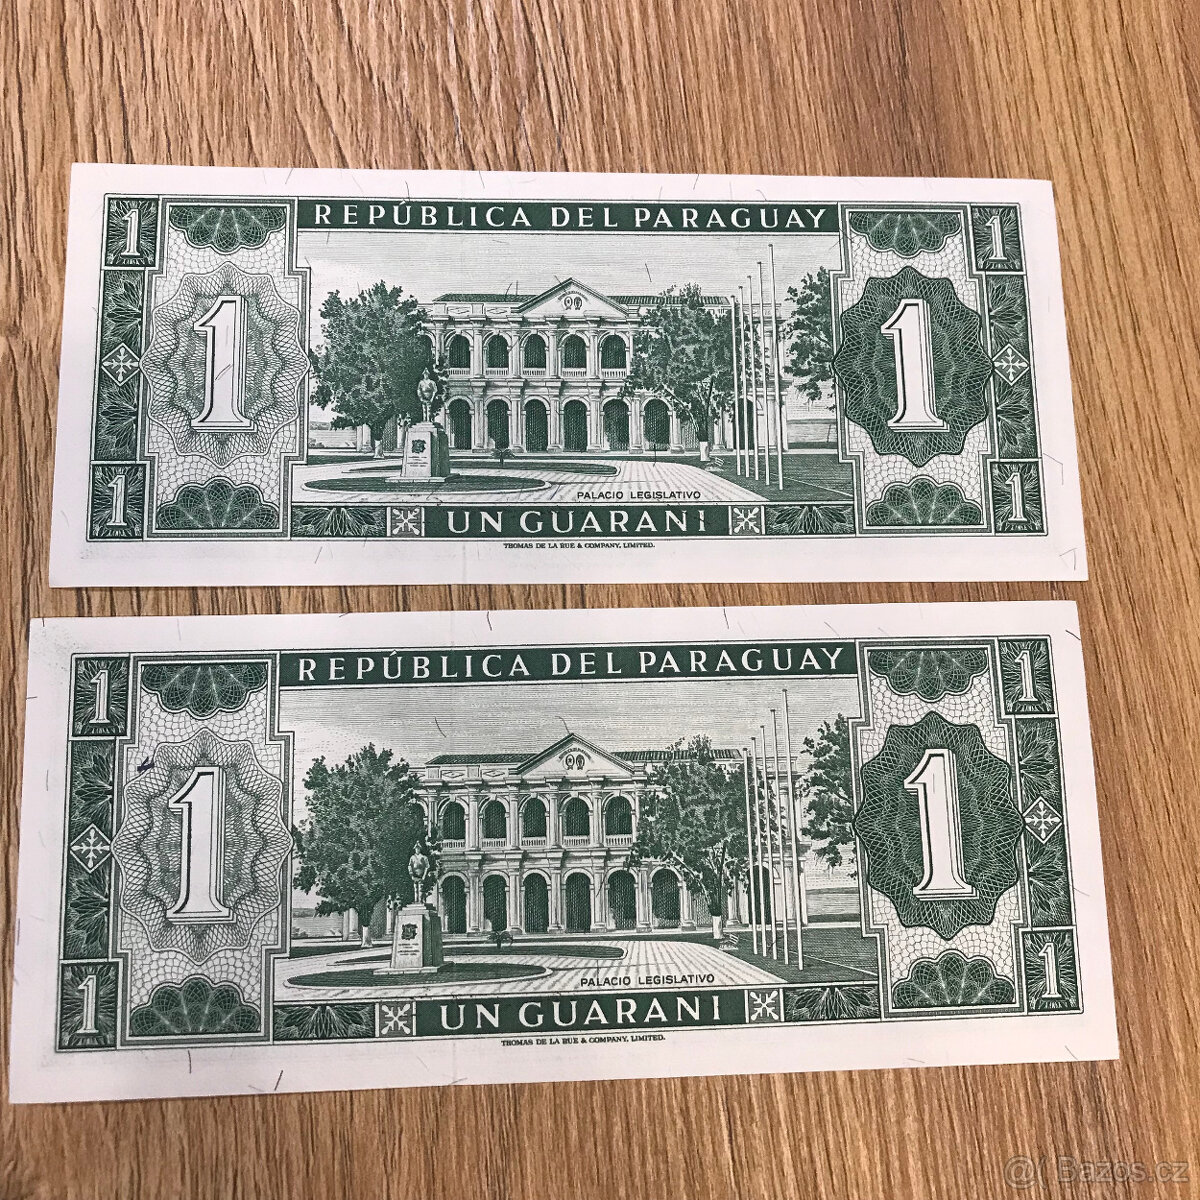 1 REPÚBLICA DEL PARAGUAY 1
1 1
PALACIO LEGISLATIVO
1 UN GUARANI 1
THOMAS DE LA RUE & COMPANY, LIMITED.
1 REPÚBLICA DEL PARAGUAY 1
1 1
PALACIO LEGISLATIVO
1 UN GUARANI 1
THOMAS DE LA RUE & COMPANY, LIMITED.
Bazos.cz